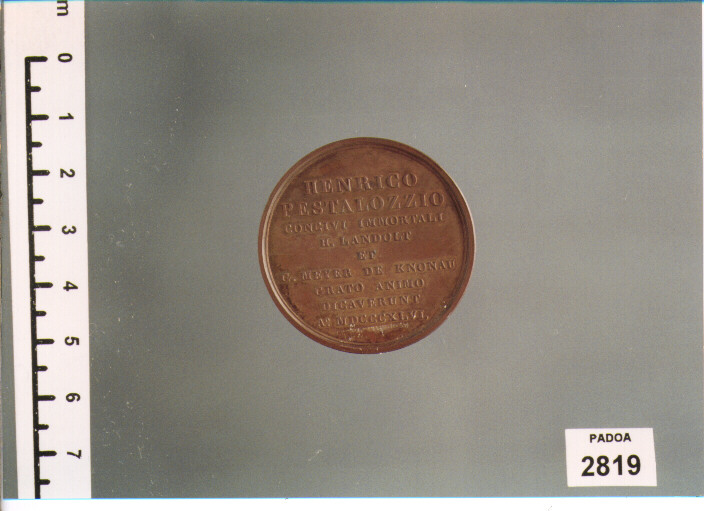 m
0
1
2
3
4
5
6
7
HENRICO
PESTALOZZIO
CONCIVI IMMORTALI
H. LANDOLT
ET
G. MEYER DE KNONAU
GRATO ANIMO
DICAVERUNT
A. MDCCCXLVI.
PADOA
2819